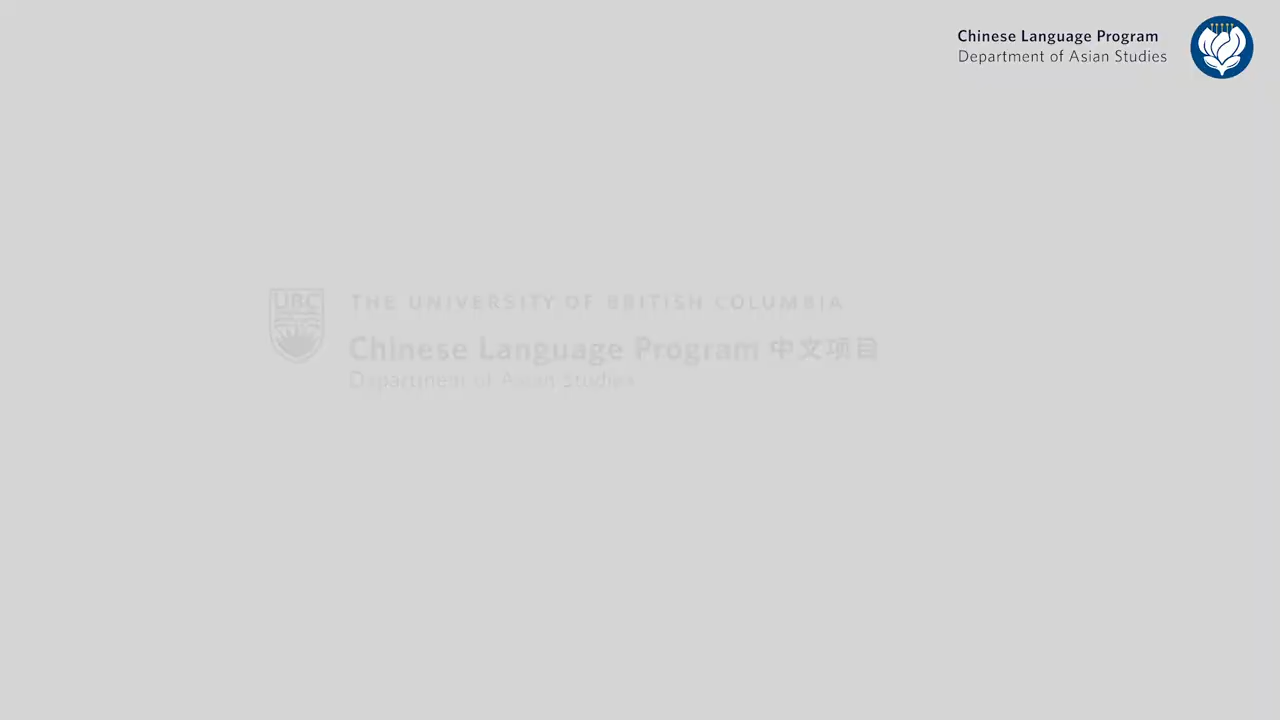 Chinese Language Program
Department of Asian Studies
UBC
THE UNIVERSITY OF BRITISH COLUMBIA
Chinese Language Program 中文项目
Department of Asian Studies